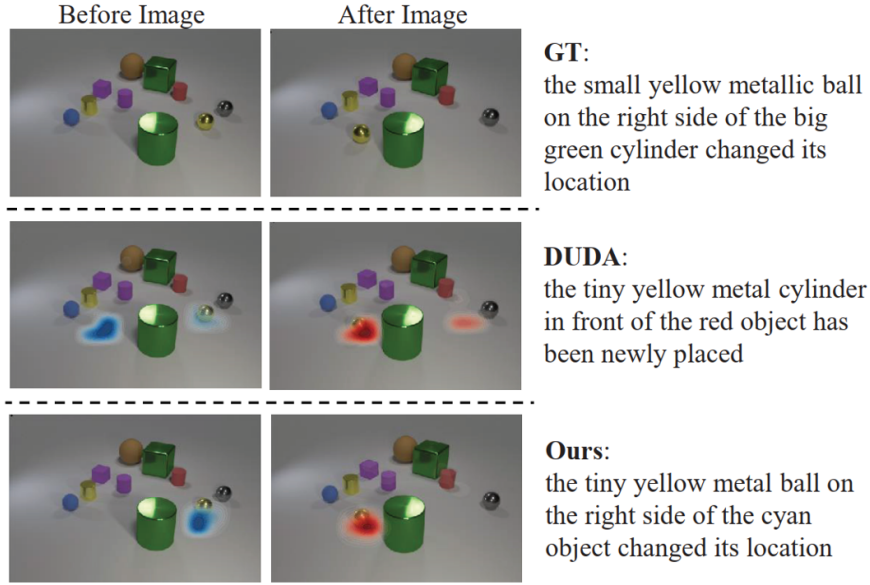 Before Image
After Image
GT:
the small yellow metallic ball
on the right side of the big
green cylinder changed its
location
DUDA:
the tiny yellow metal cylinder
in front of the red object has
been newly placed
Ours:
the tiny yellow metal ball on
the right side of the cyan
object changed its location